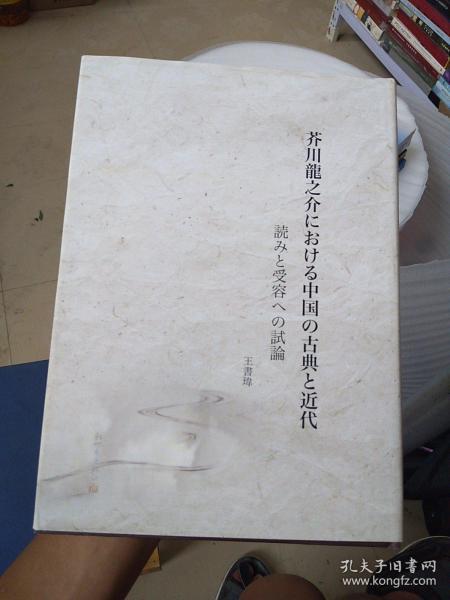 芥川龍之介における中国の古典と近代
読みと受容への試論
王書瑋
孔夫子旧书网
www.kongfz.com